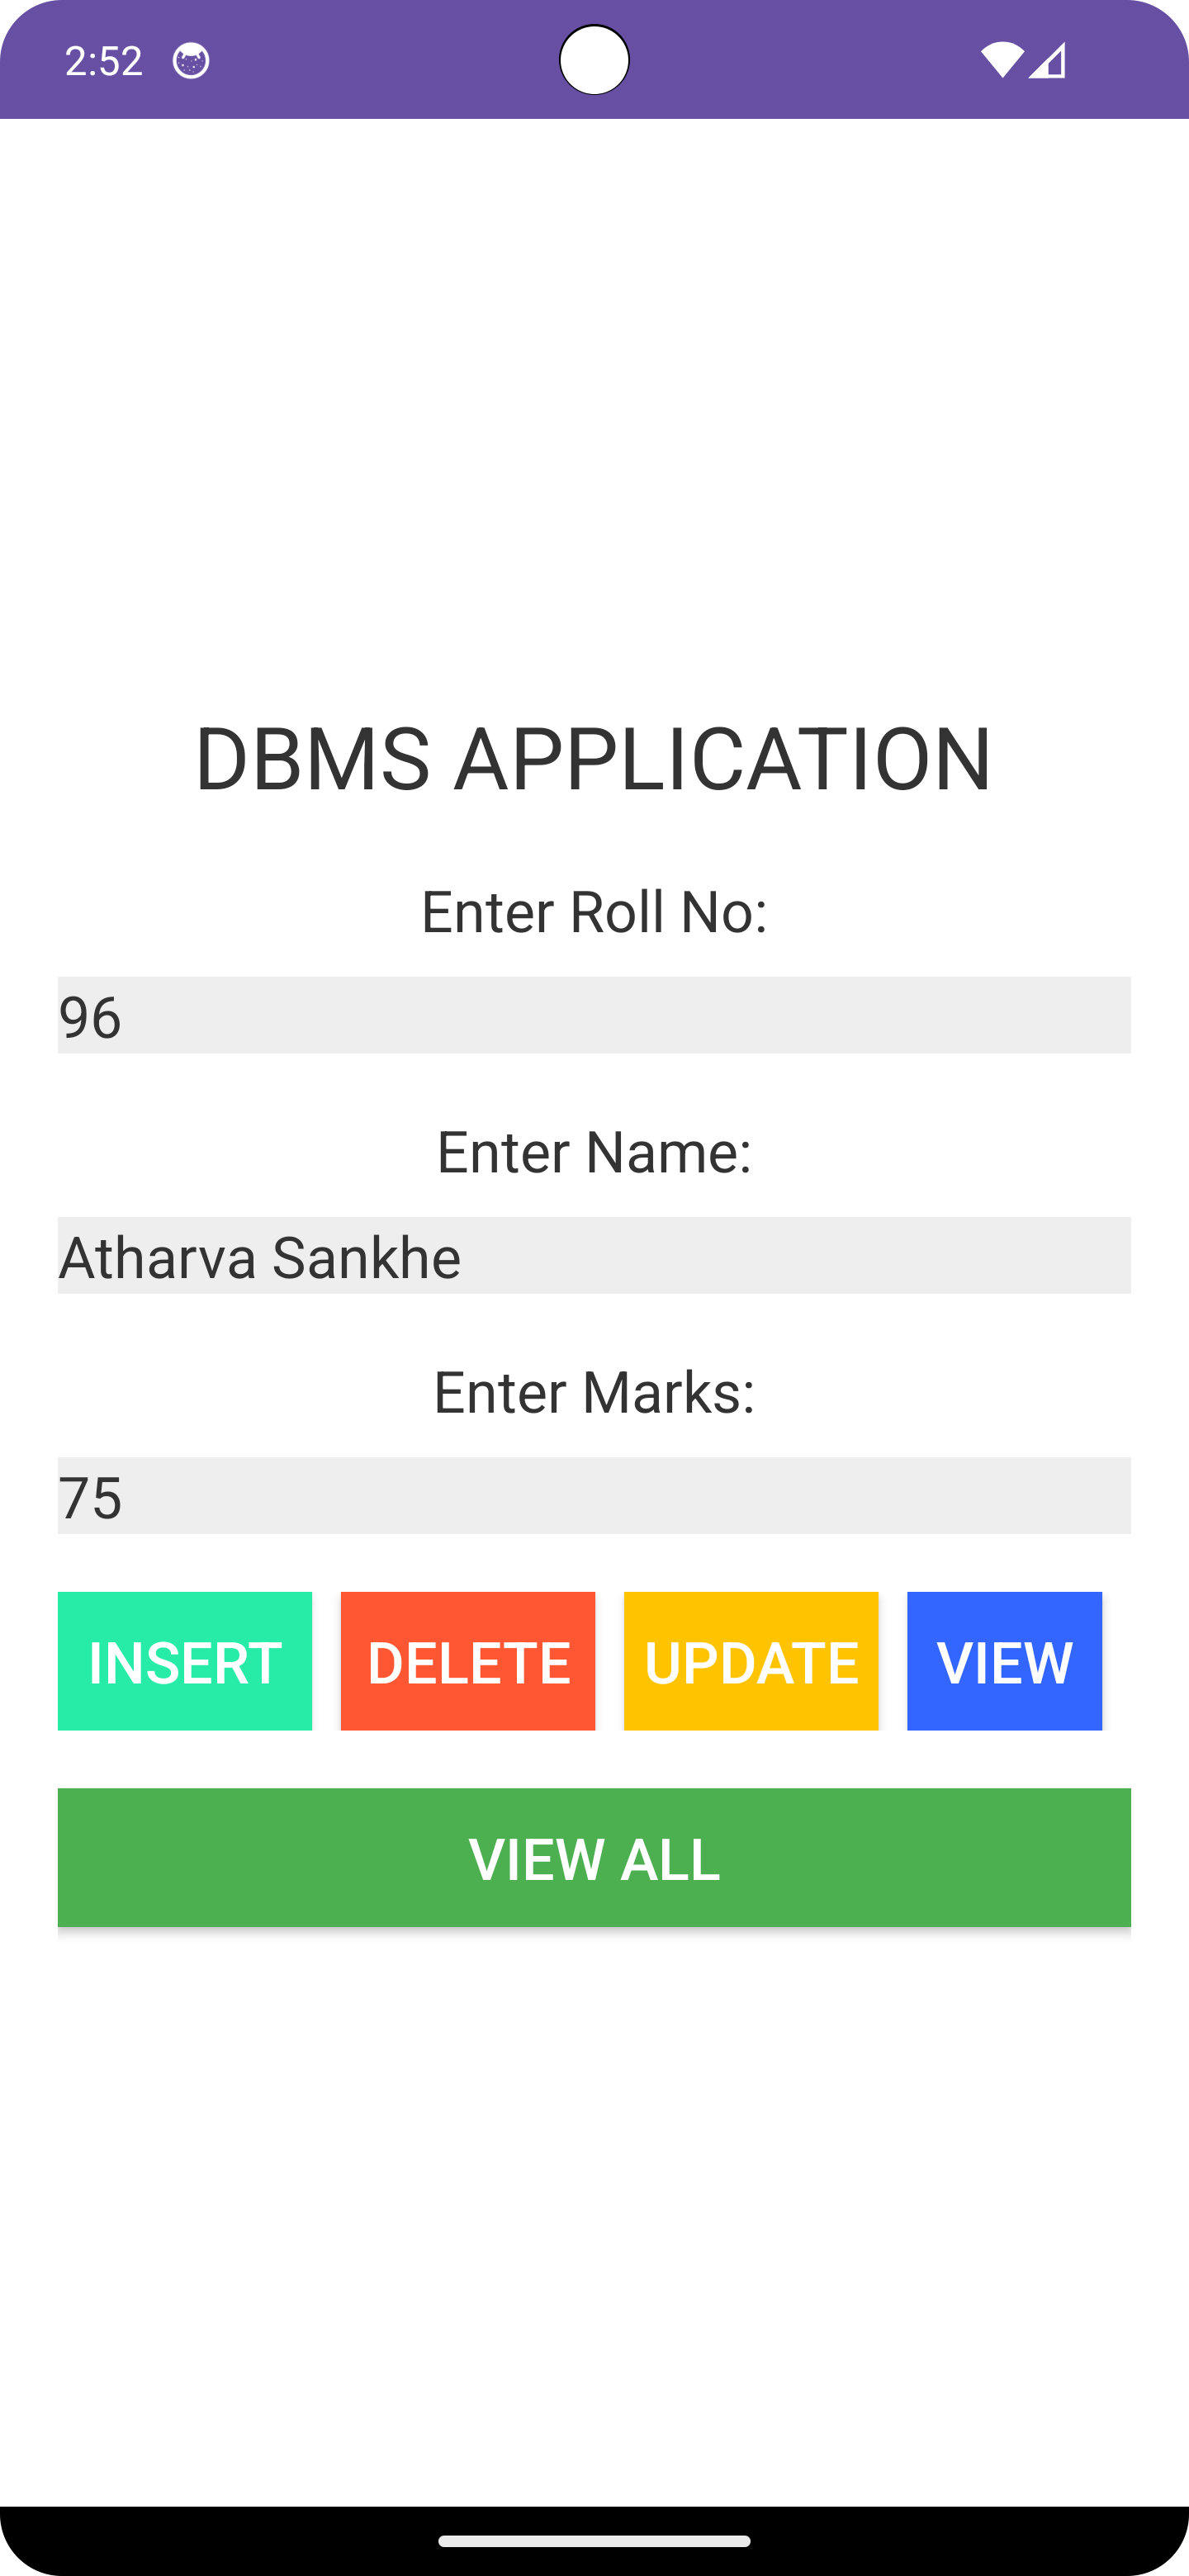 2:52
DBMS APPLICATION
Enter Roll No:
96
Enter Name:
Atharva Sankhe
Enter Marks:
75
INSERT DELETE UPDATE VIEW
VIEW ALL